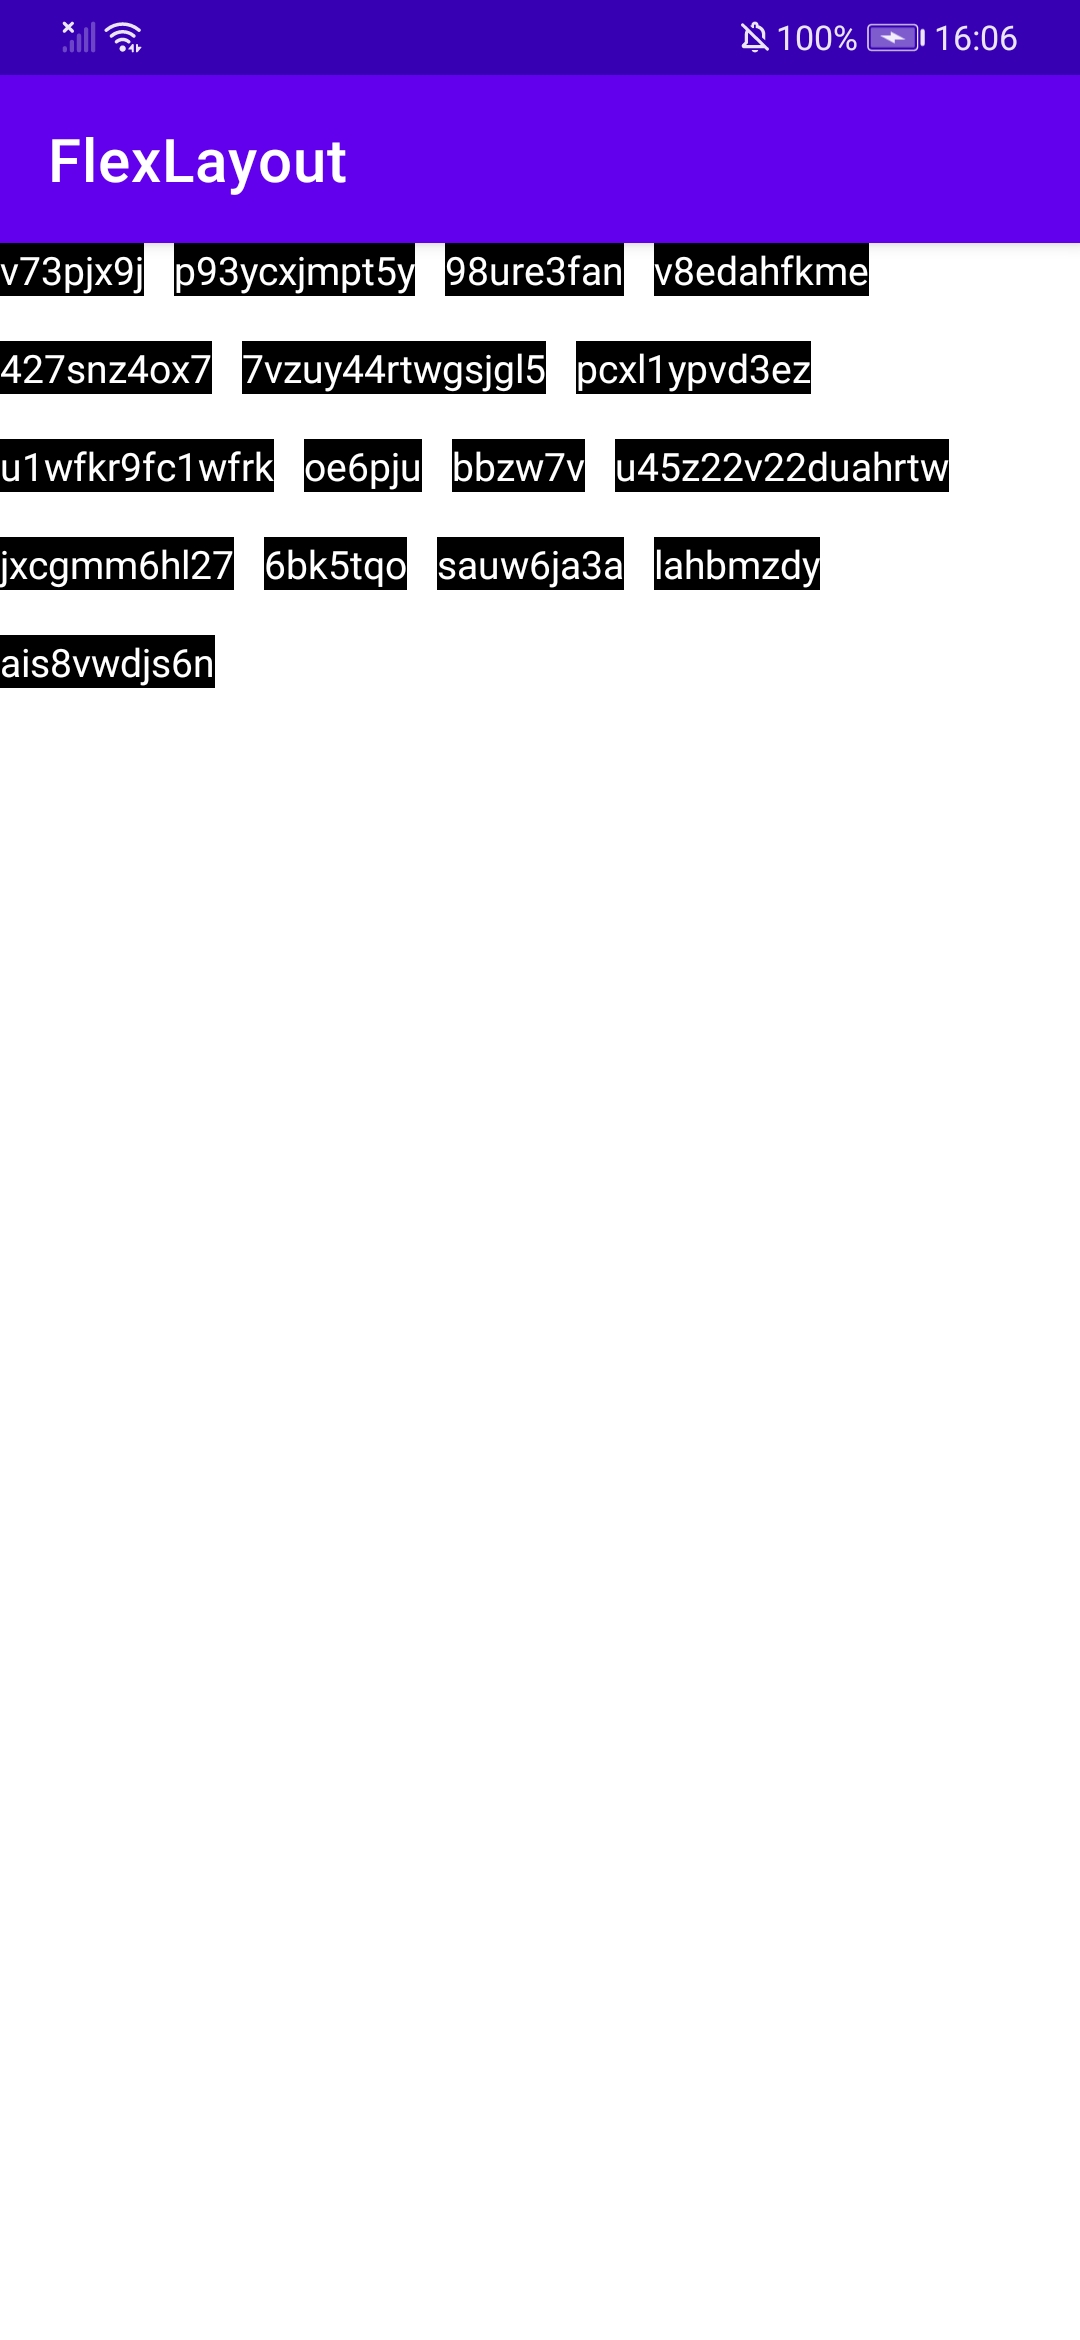 100% 16:06
FlexLayout
v73pjx9j p93ycxjmpt5y 98ure3fan v8edahfkme
427snz4ox7 7vzuy44rtwgsjgl5 pcxl1ypvd3ez
u1wfkr9fc1wfrk oe6pju bbzw7v u45z22v22duahrtw
jxcgmm6hl27 6bk5tqo sauw6ja3a lahbmzdy
ais8vwdjs6n